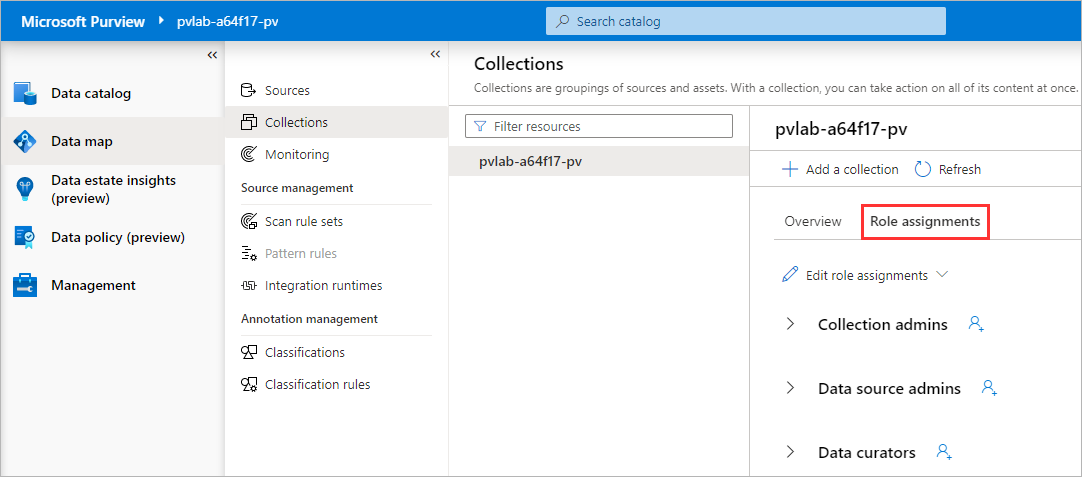 Microsoft Purview pvlab-a64f17-pv
Search catalog
Data catalog
Data map
Data estate insights
(preview)
Data policy (preview)
Management
Sources
Collections
Monitoring
Source management
Scan rule sets
Pattern rules
Integration runtimes
Annotation management
Classifications
Classification rules
Collections
Collections are groupings of sources and assets. With a collection, you can take action on all of its content at once.
Filter resources
pvlab-a64f17-pv
pvlab-a64f17-pv
Add a collection Refresh
Overview Role assignments
Edit role assignments
Collection admins
Data source admins
Data curators